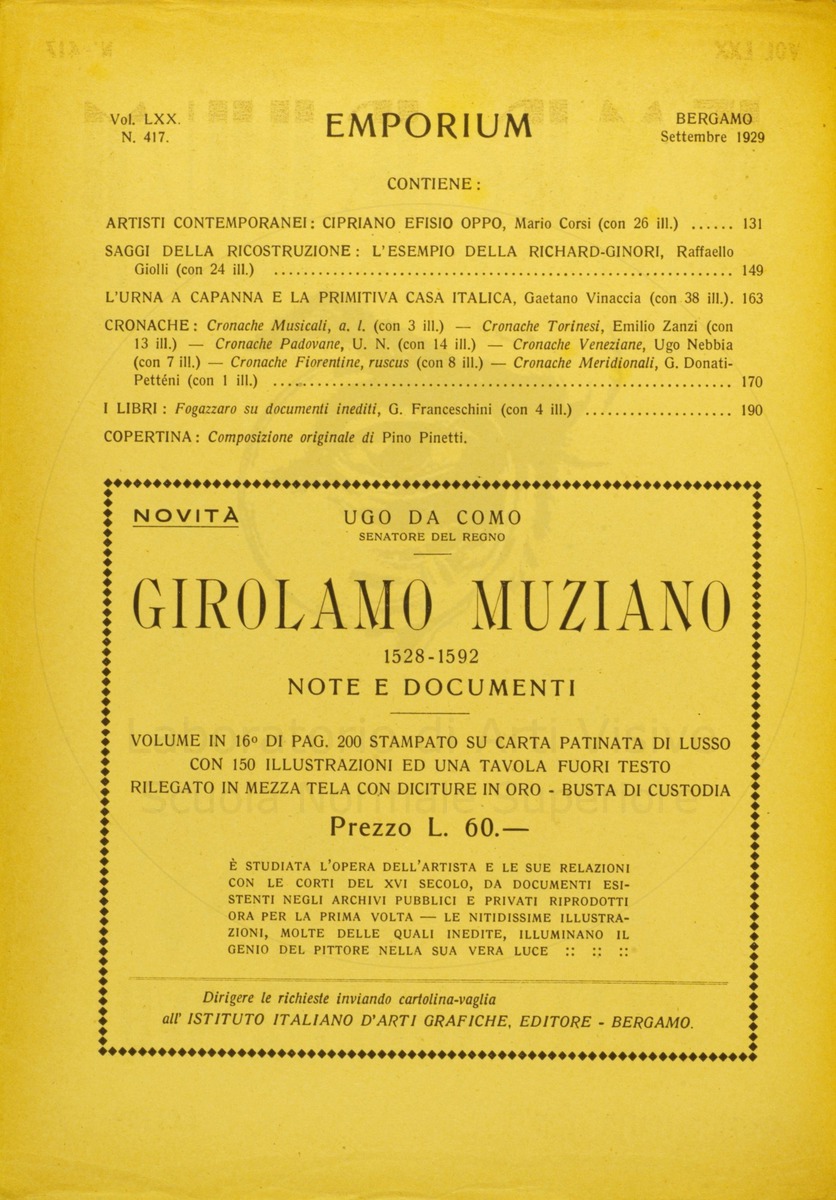 Vol. LXX.
N. 417.
EMPORIUM
BERGAMO
Settembre 1929
CONTIENE:
ARTISTI CONTEMPORANEI: CIPRIANO EFISIO OPPO, Mario Corsi (con 26 ill.) ...... 131
SAGGI DELLA RICOSTRUZIONE: L'ESEMPIO DELLA RICHARD-GINORI, Raffaello
Giolli (con 24 ill.) ............................................................ 149
L'URNA A CAPANNA E LA PRIMITIVA CASA ITALICA, Gaetano Vinaccia (con 38 ill.). 163
CRONACHE: Cronache Musicali, a. l. (con 3 ill.) — Cronache Torinesi, Emilio Zanzi (con
13 ill.) — Cronache Padovane, U. N. (con 14 ill.) — Cronache Veneziane, Ugo Nebbia
(con 7 ill.) — Cronache Fiorentine, ruscus (con 8 ill.) — Cronache Meridionali, G. Donati-
Petténi (con 1 ill.) ............................................................ 170
I LIBRI: Fogazzaro su documenti inediti, G. Franceschini (con 4 ill.) .................... 190
COPERTINA: Composizione originale di Pino Pinetti.
NOVITÀ
UGO DA COMO
SENATORE DEL REGNO
GIROLAMO MUZIANO
1528-1592
NOTE E DOCUMENTI
VOLUME IN 16º DI PAG. 200 STAMPATO SU CARTA PATINATA DI LUSSO
CON 150 ILLUSTRAZIONI ED UNA TAVOLA FUORI TESTO
RILEGATO IN MEZZA TELA CON DICITURE IN ORO - BUSTA DI CUSTODIA
Prezzo L. 60.—
È STUDIATA L'OPERA DELL'ARTISTA E LE SUE RELAZIONI
CON LE CORTI DEL XVI SECOLO, DA DOCUMENTI ESI-
STENTI NEGLI ARCHIVI PUBBLICI E PRIVATI RIPRODOTTI
ORA PER LA PRIMA VOLTA — LE NITIDISSIME ILLUSTRA-
ZIONI, MOLTE DELLE QUALI INEDITE, ILLUMINANO IL
GENIO DEL PITTORE NELLA SUA VERA LUCE :: :: ::
Dirigere le richieste inviando cartolina-vaglia
all' ISTITUTO ITALIANO D'ARTI GRAFICHE, EDITORE - BERGAMO.